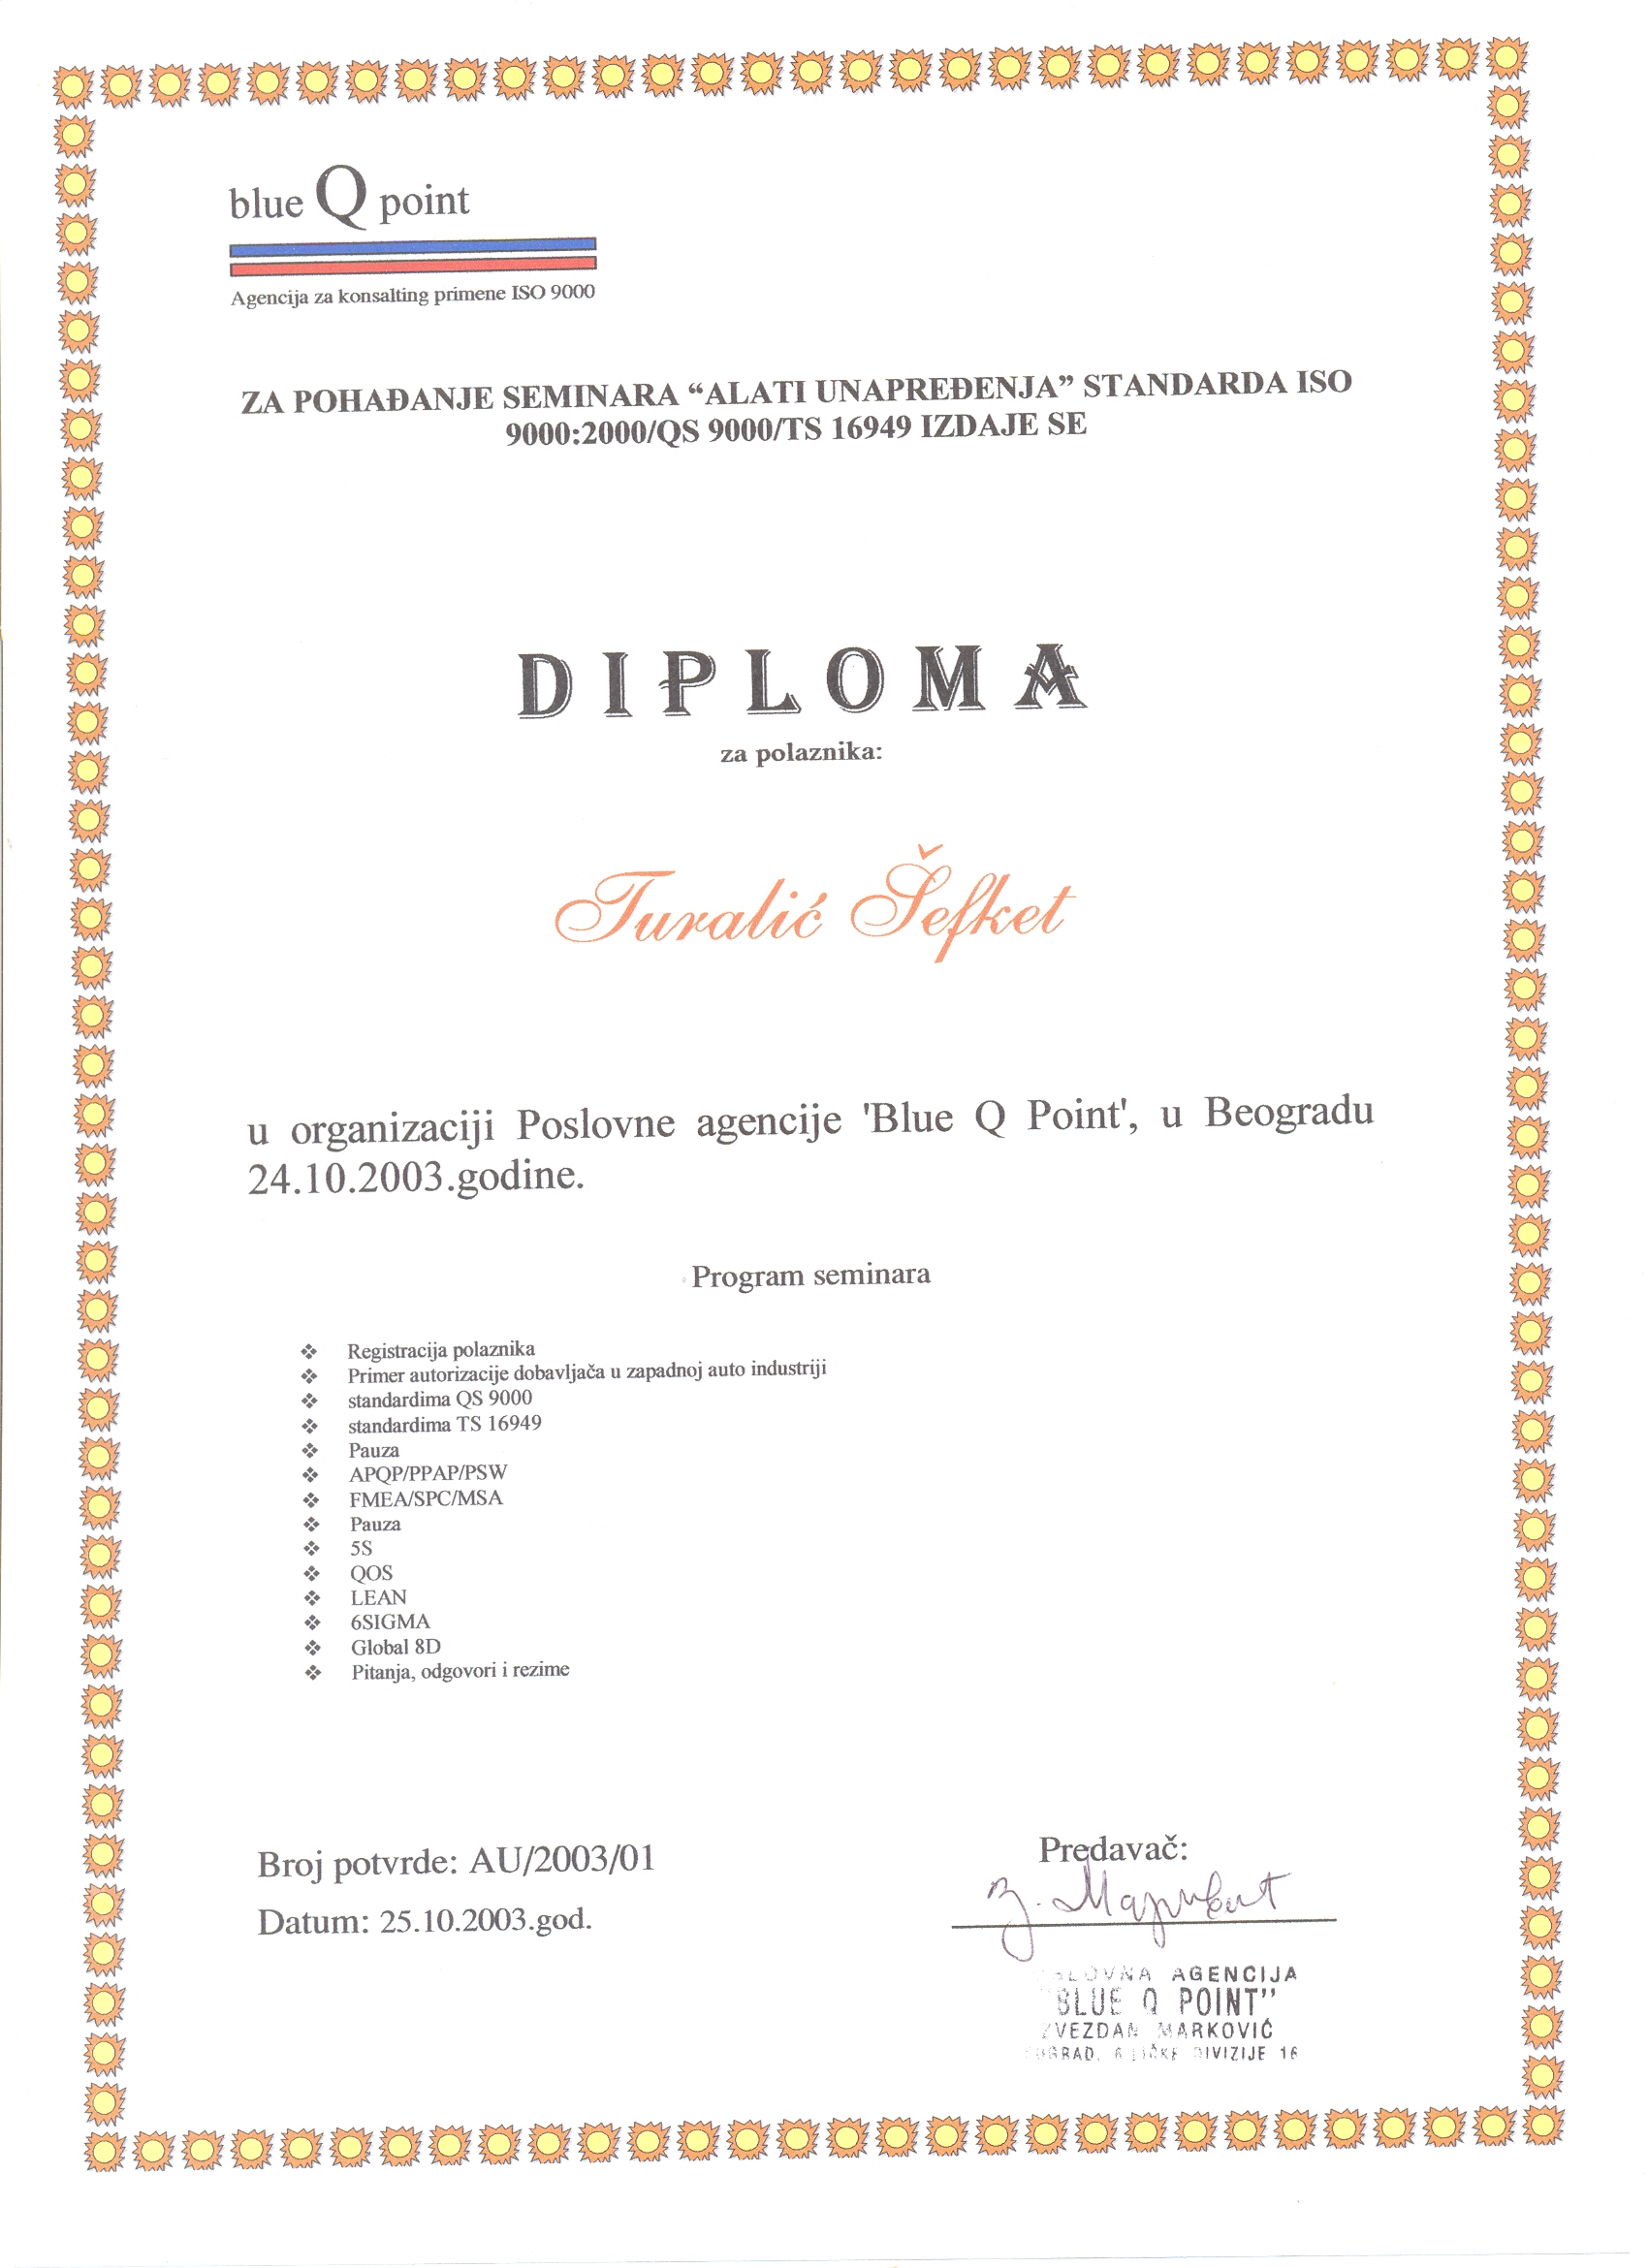 blue Q point
Agencija za konsalting primene ISO 9000
ZA POHAĐANJE SEMINARA “ALATI UNAPREĐENJA” STANDARDA ISO
9000:2000/QS 9000/TS 16949 IZDAJE SE
DIPLOMA
za polaznika:
Turalić Šefket
u organizaciji Poslovne agencije 'Blue Q Point', u Beogradu
24.10.2003.godine.
Program seminara
❖ Registracija polaznika
❖ Primer autorizacije dobavljača u zapadnoj auto industriji
❖ standardima QS 9000
❖ standardima TS 16949
❖ Pauza
❖ APQP/PPAP/PSW
❖ FMEA/SPC/MSA
❖ Pauza
❖ 5S
❖ QOS
❖ LEAN
❖ 6SIGMA
❖ Global 8D
❖ Pitanja, odgovori i rezime
Broj potvrde: AU/2003/01
Datum: 25.10.2003.god.
Predavač:
AGENCIJA
"BLUE Q POINT"
ZVEZDAN MARKOVIĆ
DIVIZIJE 16